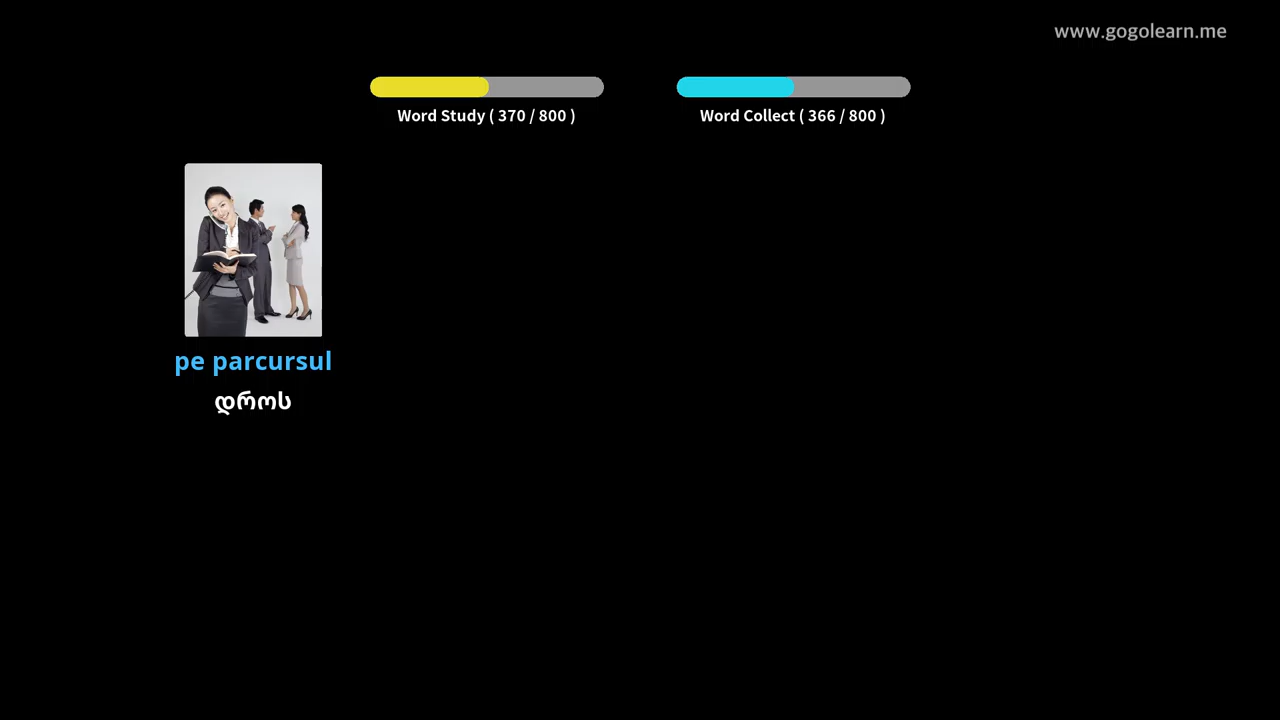 www.gogolearn.me
Word Study ( 370 / 800 )
Word Collect ( 366 / 800 )
pe parcursul
დროს